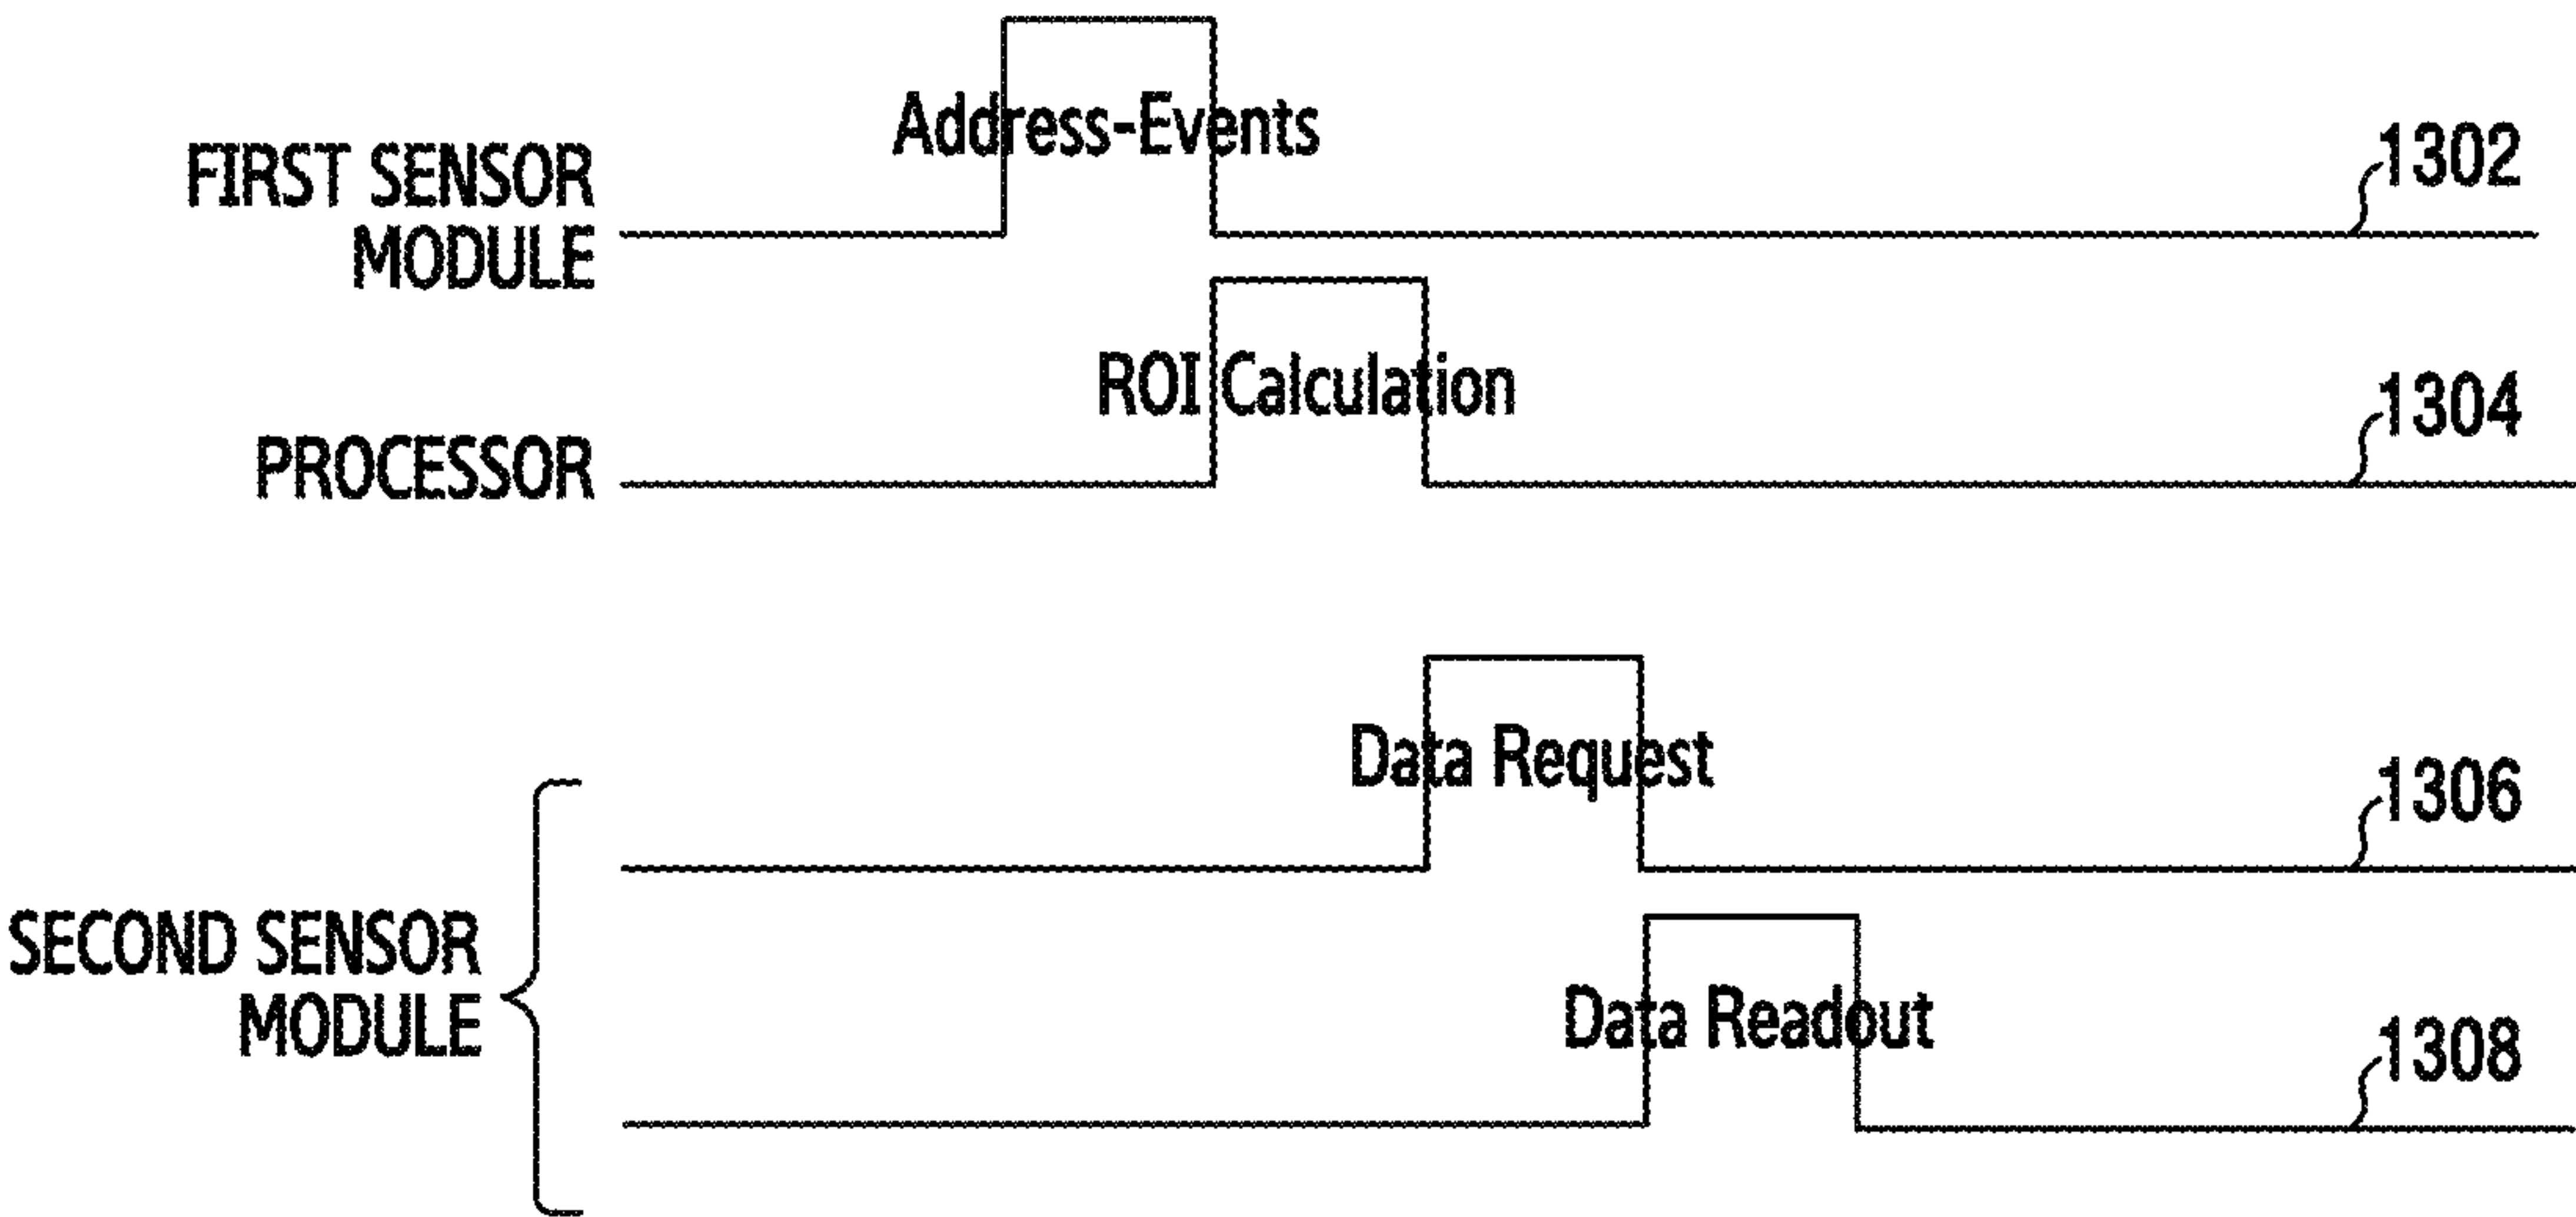 Address-Events
FIRST SENSOR
MODULE
1302
ROI Calculation
PROCESSOR
1304
Data Request
1306
SECOND SENSOR
MODULE
Data Readout
1308